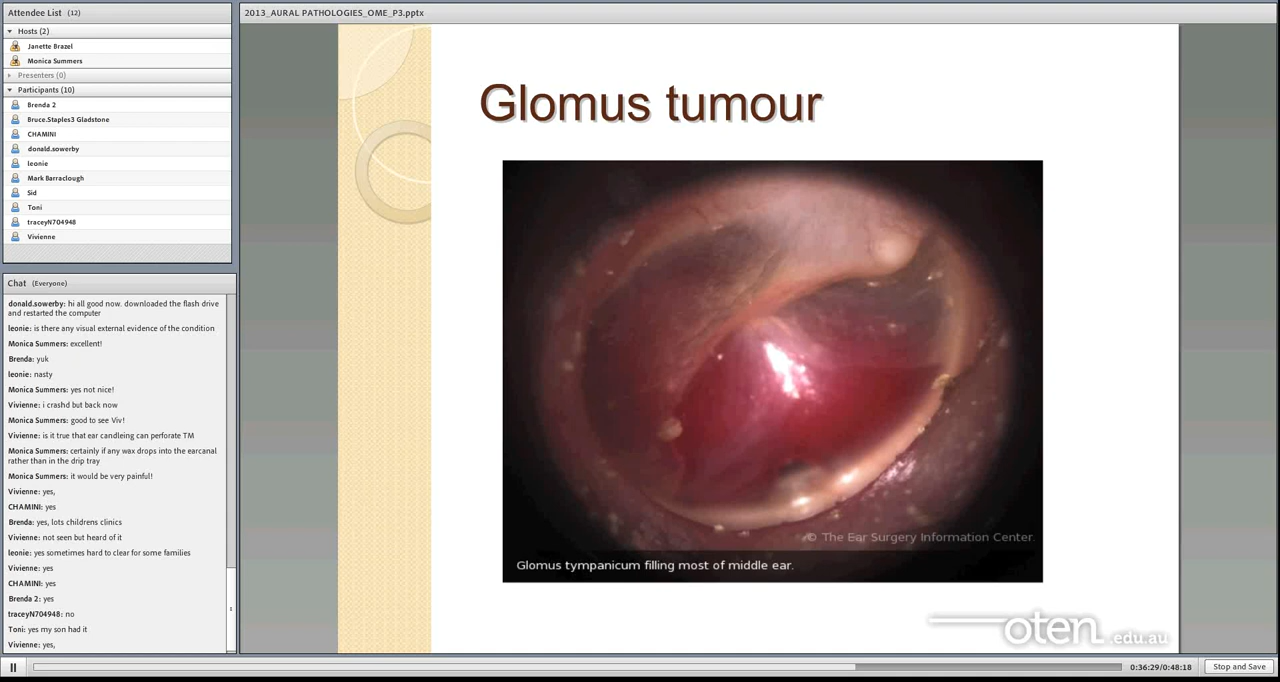 Attendee List (12)
Hosts (2)
Janette Brazel
Monica Summers
Presenters (0)
Participants (10)
Brenda 2
Bruce.Staples3 Gladstone
CHAMINI
donald.sowerby
leonie
Mark Barraclough
Sid
Toni
traceyN704948
Vivienne
Chat (Everyone)
donald.sowerby: hi all good now. downloaded the flash drive
and restarted the computer
leonie: is there any visual external evidence of the condition
Monica Summers: excellent!
Brenda: yuk
leonie: nasty
Monica Summers: yes not nice!
Vivienne: i crashd but back now
Monica Summers: good to see Viv!
Vivienne: is it true that ear candleing can perforate TM
Monica Summers: certainly if any wax drops into the earcanal
rather than in the drip tray
Monica Summers: it would be very painful!
Vivienne: yes,
CHAMINI: yes
Brenda: yes, lots childrens clinics
Vivienne: not seen but heard of it
leonie: yes sometimes hard to clear for some families
Vivienne: yes
CHAMINI: yes
Brenda 2: yes
traceyN704948: no
Toni: yes my son had it
Vivienne: yes,
2013_AURAL PATHOLOGIES_OME_P3.pptx
Glomus tumour
© The Ear Surgery Information Center.
Glomus tympanicum filling most of middle ear.
oten.edu.au
0:36:29/0:48:18
Stop and Save